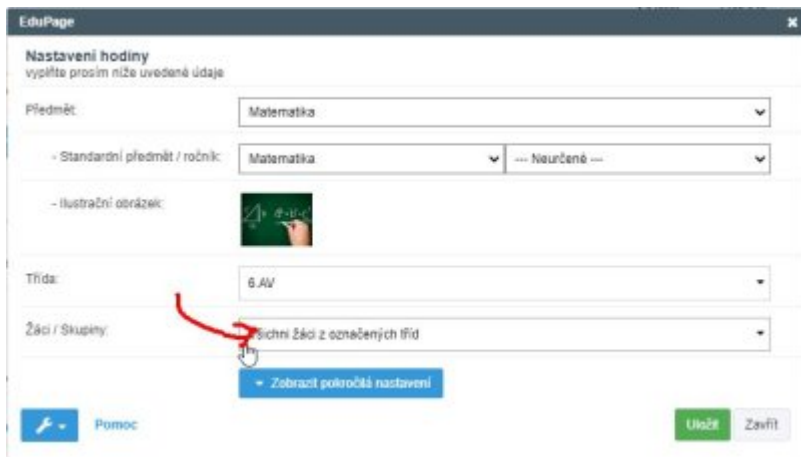 EduPage
Nastavení hodiny
vyplňte prosím níže uvedené údaje
Předmět: Matematika
- Standardní předmět / ročník: Matematika --- Neurčené ---
- Ilustrační obrázek:
Třída: 6.AV
Žáci / Skupiny: žáci z označených tříd
Zobrazit pokročilá nastavení
Pomoc Uložit Zavřít